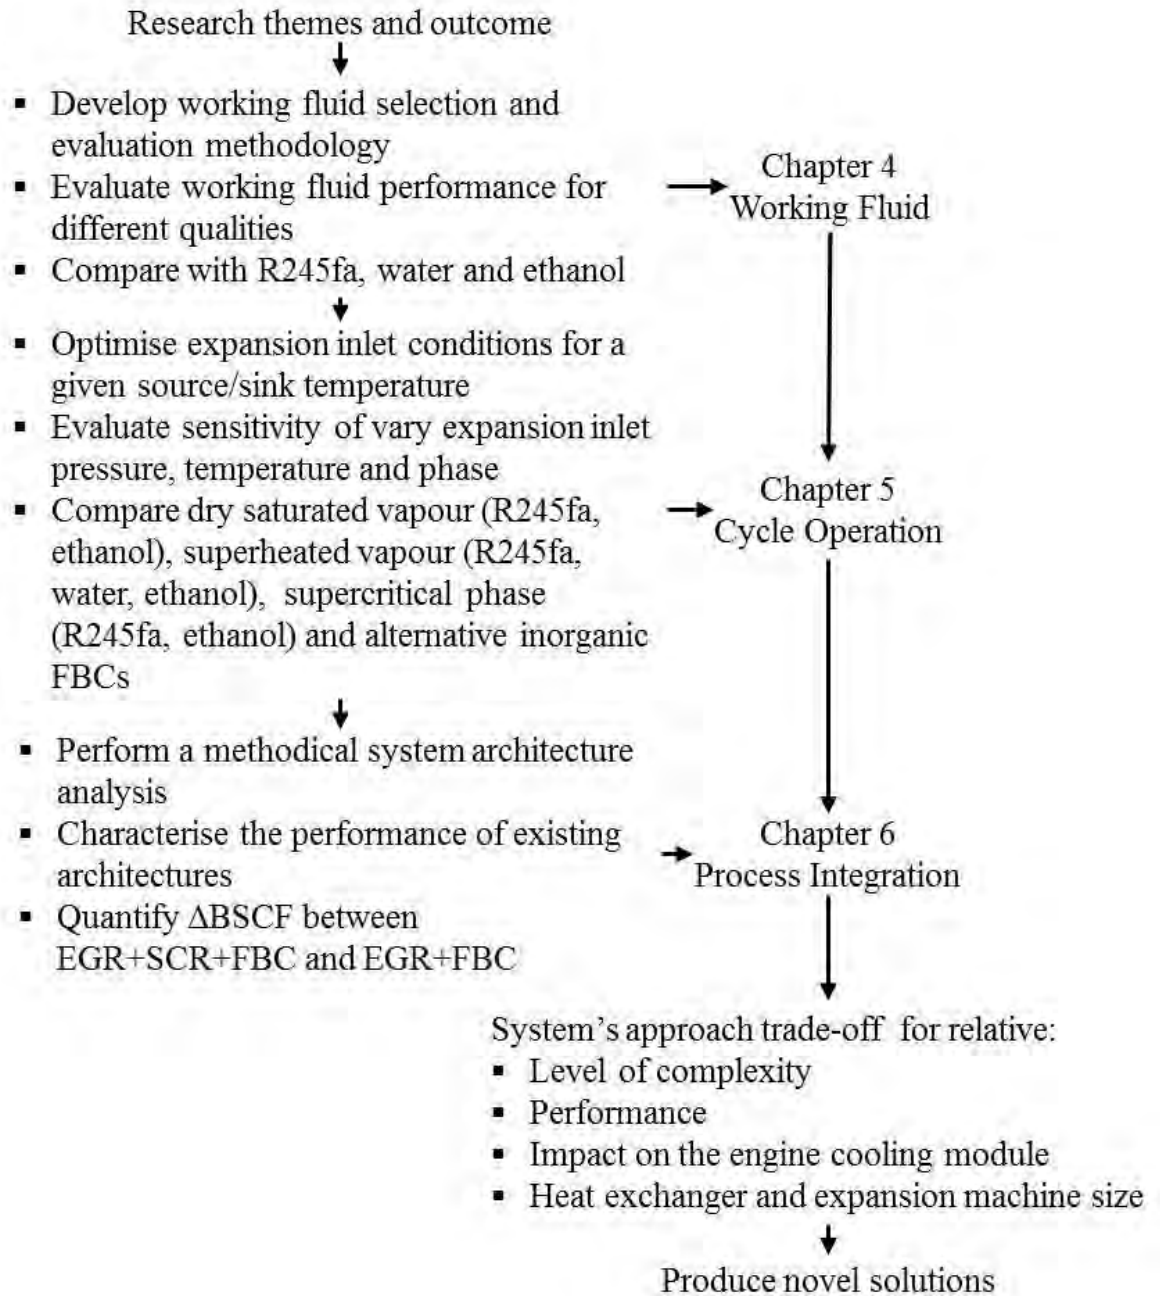 Research themes and outcome
▪ Develop working fluid selection and
evaluation methodology
▪ Evaluate working fluid performance for
different qualities
▪ Compare with R245fa, water and ethanol
Chapter 4
Working Fluid
▪ Optimise expansion inlet conditions for a
given source/sink temperature
▪ Evaluate sensitivity of vary expansion inlet
pressure, temperature and phase
▪ Compare dry saturated vapour (R245fa,
ethanol), superheated vapour (R245fa,
water, ethanol), supercritical phase
(R245fa, ethanol) and alternative inorganic
FBCs
Chapter 5
Cycle Operation
▪ Perform a methodical system architecture
analysis
▪ Characterise the performance of existing
architectures
▪ Quantify ΔBSCF between
EGR+SCR+FBC and EGR+FBC
Chapter 6
Process Integration
System’s approach trade-off for relative:
▪ Level of complexity
▪ Performance
▪ Impact on the engine cooling module
▪ Heat exchanger and expansion machine size
Produce novel solutions